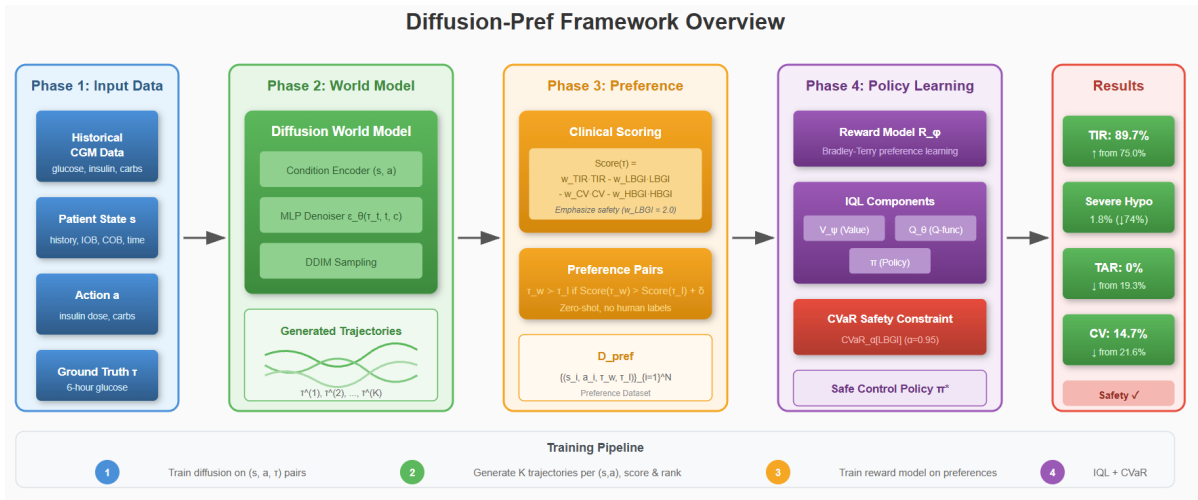 Diffusion-Pref Framework Overview
Phase 1: Input Data
Historical
CGM Data
glucose, insulin, carbs
Patient State s
history, IOB, COB, time
Action a
insulin dose, carbs
Ground Truth τ
6-hour glucose
Phase 2: World Model
Diffusion World Model
Condition Encoder (s, a)
MLP Denoiser ε_θ(τ_t, t, c)
DDIM Sampling
Generated Trajectories
τ^(1), τ^(2), ..., τ^(K)
Phase 3: Preference
Clinical Scoring
Score(τ) =
w_TIR·TIR - w_LBGI·LBGI
- w_CV·CV - w_HBGI·HBGI
Emphasize safety (w_LBGI = 2.0)
Preference Pairs
τ_w > τ_l if Score(τ_w) > Score(τ_l) + δ
Zero-shot, no human labels
D_pref
{(s_i, a_i, τ_w, τ_l)}_{i=1}^N
Preference Dataset
Phase 4: Policy Learning
Reward Model R_φ
Bradley-Terry preference learning
IQL Components
V_ψ (Value)
Q_θ (Q-func)
π (Policy)
CVaR Safety Constraint
CVaR_α[LBGI] (α=0.95)
Safe Control Policy π*
Results
TIR: 89.7%
↑ from 75.0%
Severe Hypo
1.8% (↓74%)
TAR: 0%
↓ from 19.3%
CV: 14.7%
↓ from 21.6%
Safety ✓
Training Pipeline
1 Train diffusion on (s, a, τ) pairs
2 Generate K trajectories per (s,a), score & rank
3 Train reward model on preferences
4 IQL + CVaR